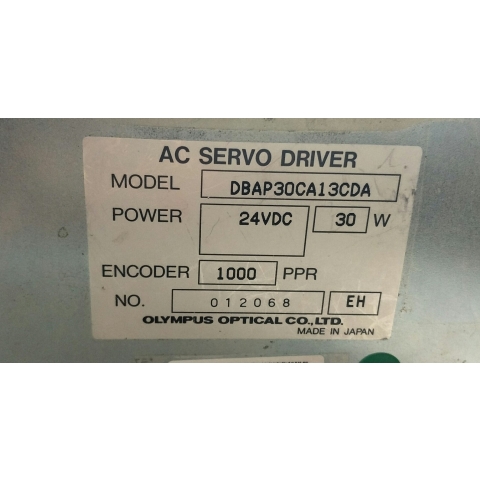 AC SERVO DRIVER
MODEL DBAP30CA13CDA
POWER 24VDC 30 W
ENCODER 1000 PPR
NO. 012068 EH
OLYMPUS OPTICAL CO., LTD.
MADE IN JAPAN